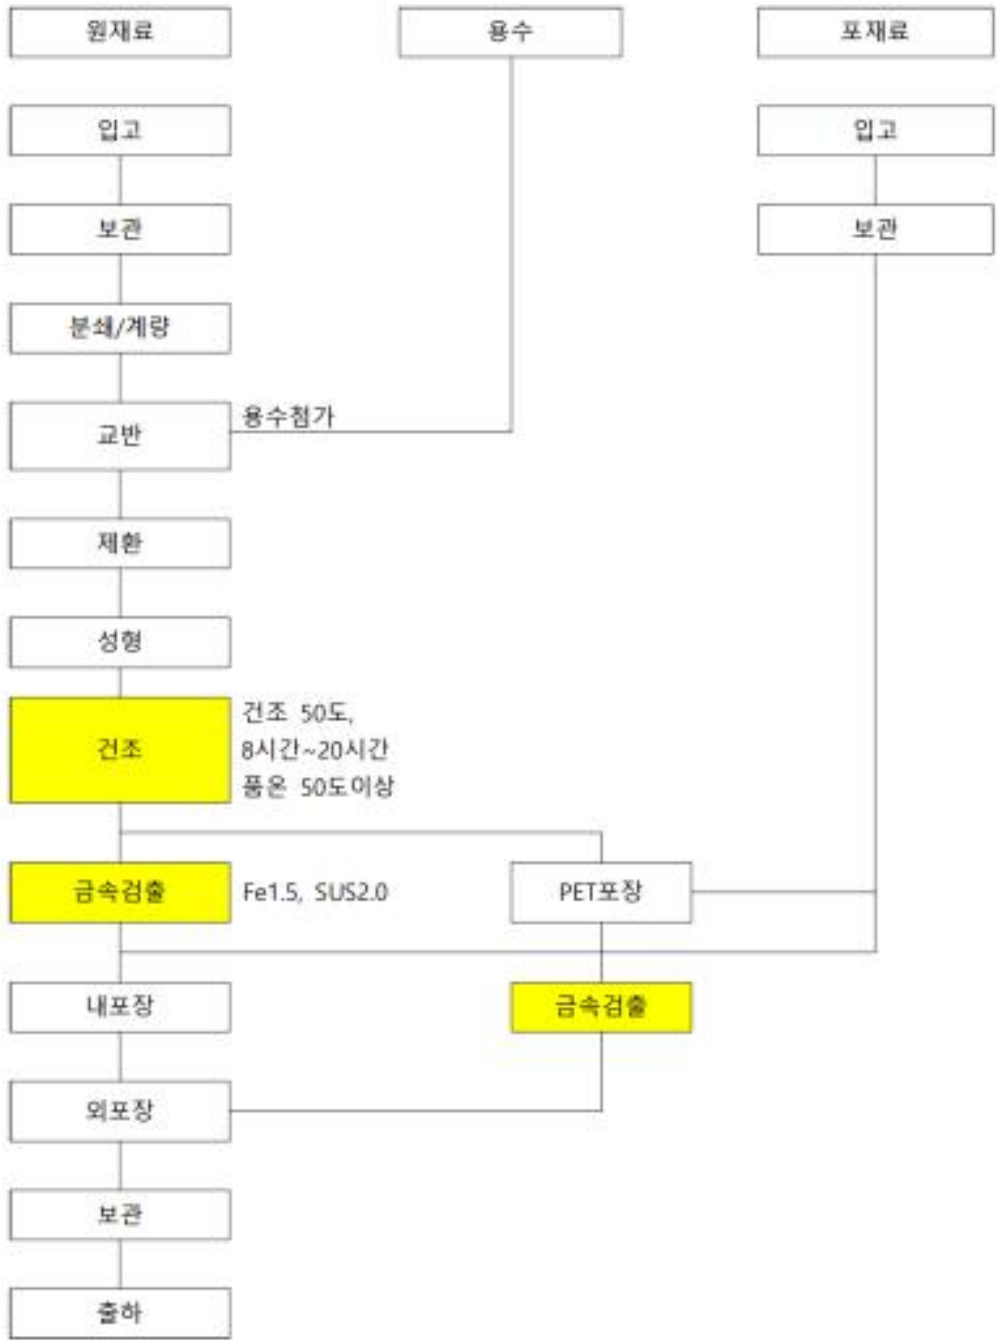 원재료
용수
포재료
입고
입고
보관
보관
분쇄/계량
교반
용수첨가
제환
성형
건조
건조 50도,
8시간~20시간
품온 50도이상
금속검출
Fe1.5, SUS2.0
PET포장
내포장
금속검출
외포장
보관
출하